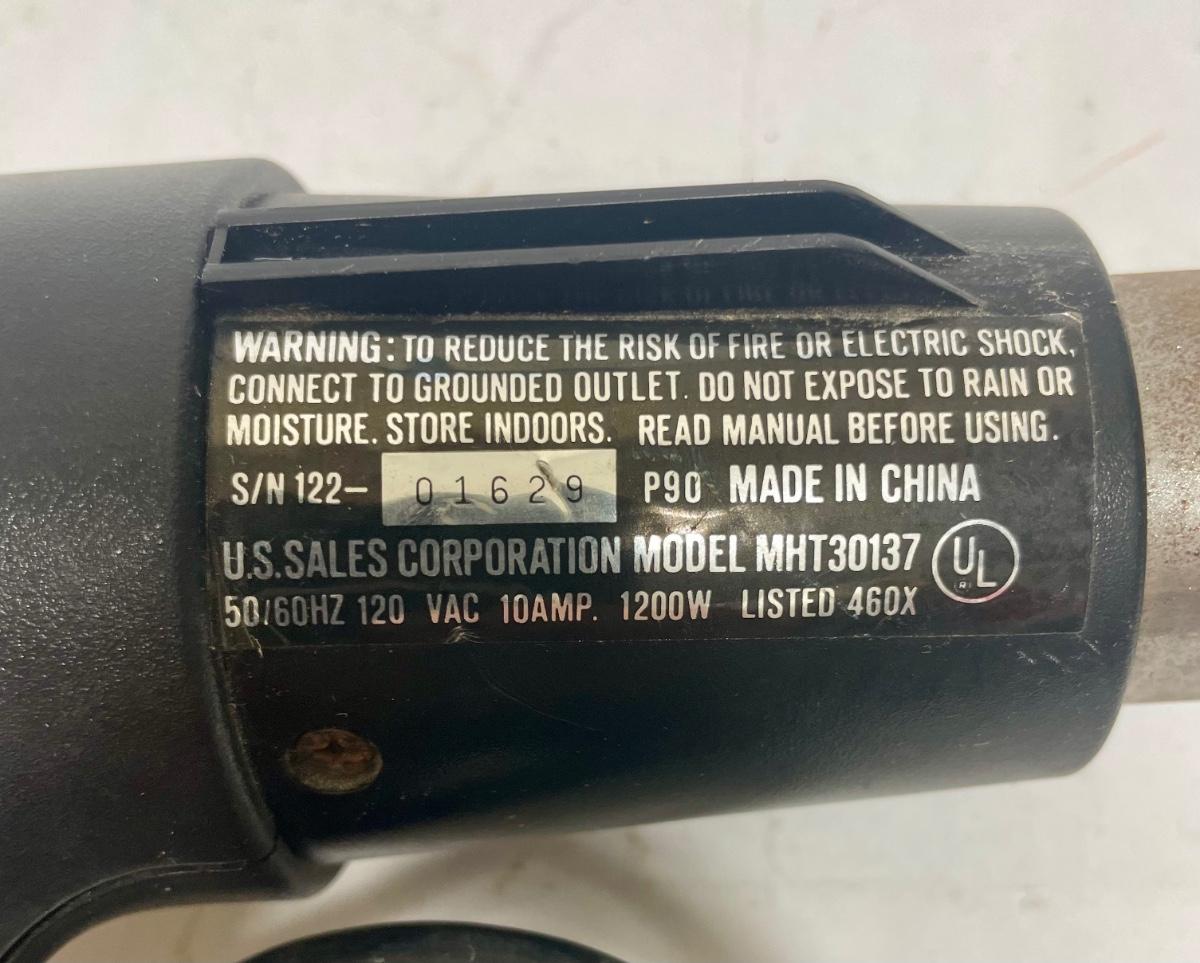 WARNING: TO REDUCE THE RISK OF FIRE OR ELECTRIC SHOCK,
CONNECT TO GROUNDED OUTLET. DO NOT EXPOSE TO RAIN OR
MOISTURE. STORE INDOORS. READ MANUAL BEFORE USING.
S/N 122- 01629 P90 MADE IN CHINA
U.S. SALES CORPORATION MODEL MHT30137 UL (R)
50/60HZ 120 VAC 10AMP. 1200W LISTED 460X